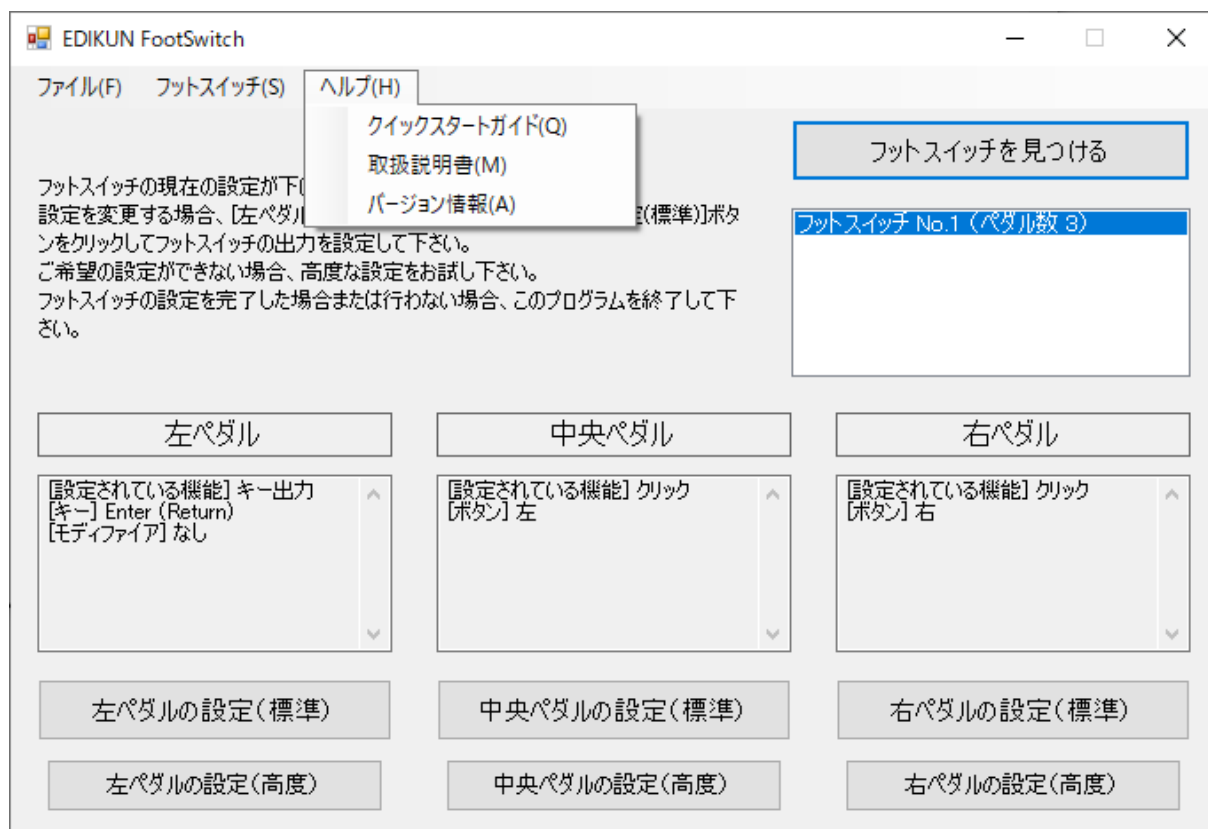 EDIKUN FootSwitch
ファイル(F) フットスイッチ(S) ヘルプ(H)
クイックスタートガイド(Q)
取扱説明書(M)
バージョン情報(A)
フットスイッチを見つける
フットスイッチの現在の設定が下
設定を変更する場合、[左ペダル
(標準)]ボタ
ンをクリックしてフットスイッチの出力を設定して下さい。
ご希望の設定ができない場合、高度な設定をお試し下さい。
フットスイッチの設定を完了した場合または行わない場合、このプログラムを終了して下
さい。
フットスイッチ No.1 (ペダル数 3)
左ペダル
中央ペダル
右ペダル
[設定されている機能] キー出力
[キー] Enter (Return)
[モディファイア] なし
[設定されている機能] クリック
[ボタン] 左
[設定されている機能] クリック
[ボタン] 右
左ペダルの設定(標準)
中央ペダルの設定(標準)
右ペダルの設定(標準)
左ペダルの設定(高度)
中央ペダルの設定(高度)
右ペダルの設定(高度)